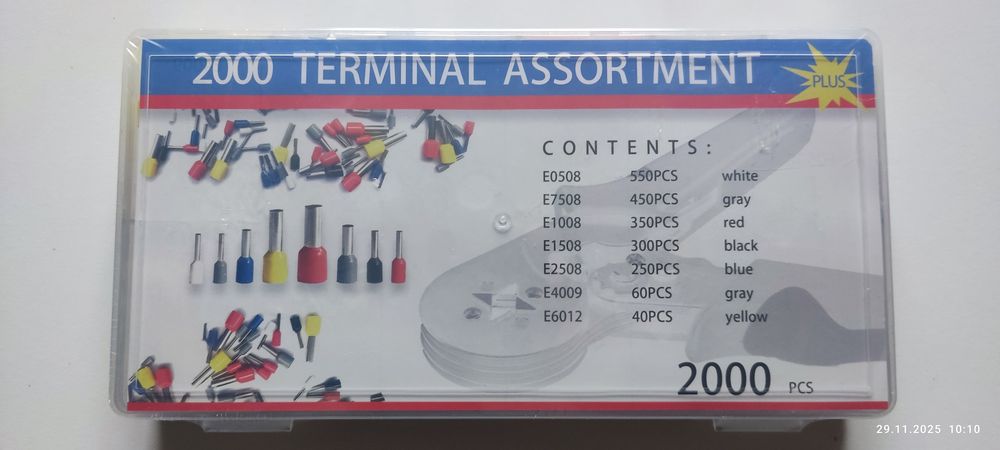 2000 TERMINAL ASSORTMENT
PLUS
CONTENTS:
E0508 550PCS white
E7508 450PCS gray
E1008 350PCS red
E1508 300PCS black
E2508 250PCS blue
E4009 60PCS gray
E6012 40PCS yellow
2000 PCS
29.11.2025 10:10